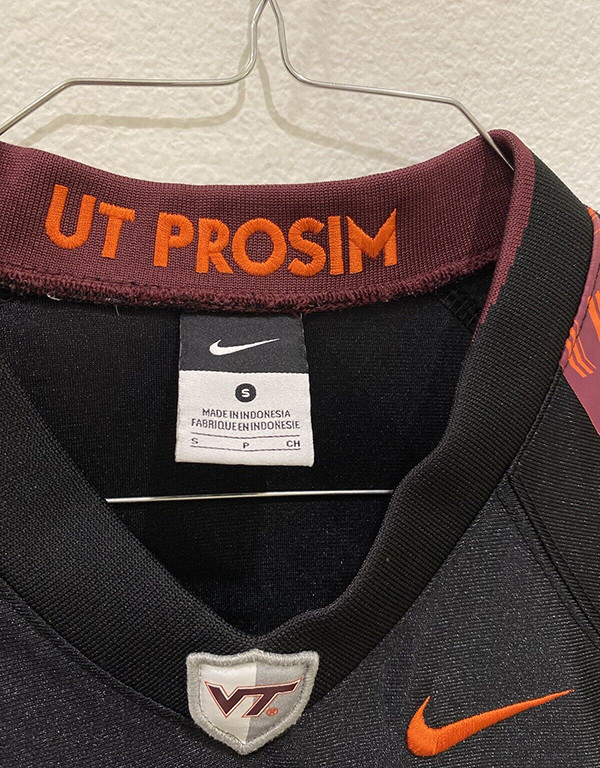 UT PROSIM
S
MADE IN INDONESIA
FABRIQUE EN INDONESIE
S P CH
VT®